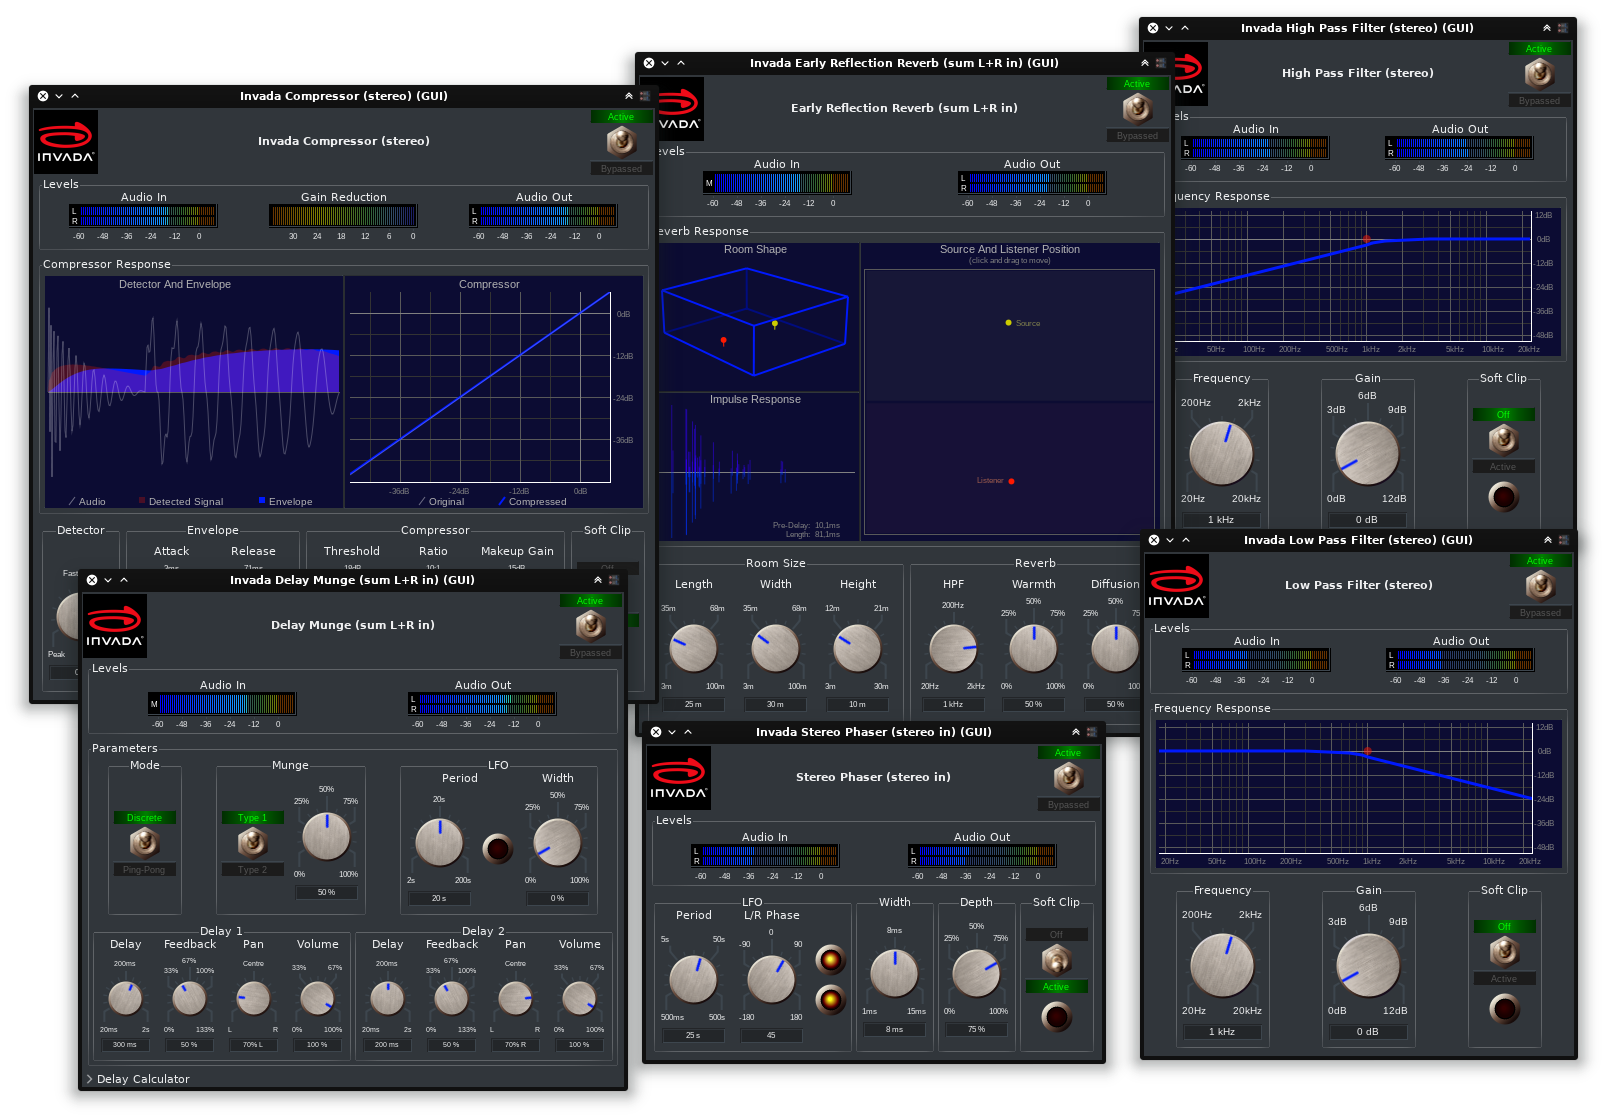 Invada Compressor (stereo) (GUI)
INVADA
Invada Compressor (stereo)
Active
Bypassed
Levels
Audio In
Gain Reduction
Audio Out
L
R
-60 -48 -36 -24 -12 0
30 24 18 12 6 0
L
R
-60 -48 -36 -24 -12 0
Compressor Response
Detector And Envelope
Compressor
0dB
-12dB
-24dB
-36dB
-36dB -24dB -12dB 0dB
Audio Detected Signal Envelope
Original Compressed
Detector Envelope Compressor Soft Clip
Attack Release Threshold Ratio Makeup Gain
Fast
Peak
Invada Delay Munge (sum L+R in) (GUI)
INVADA
Delay Munge (sum L+R in)
Active
Bypassed
Levels
Audio In
Audio Out
M
L
R
-60 -48 -36 -24 -12 0
-60 -48 -36 -24 -12 0
Parameters
Mode
Discrete
Ping-Pong
Munge
Type 1
Type 2
25% 50% 75%
0% 100%
50 %
LFO
Period Width
20s
2s 200s
20 s
25% 50% 75%
0% 100%
0 %
Delay 1
Delay Feedback Pan Volume
200ms 33% 67% 100% Centre 33% 67%
20ms 2s 0% 133% L R 0% 100%
300 ms 50 % 70% L 100 %
Delay 2
Delay Feedback Pan Volume
200ms 33% 67% 100% Centre 33% 67%
20ms 2s 0% 133% L R 0% 100%
200 ms 50 % 70% R 100 %
Delay Calculator
Invada Early Reflection Reverb (sum L+R in) (GUI)
VADA
Early Reflection Reverb (sum L+R in)
Active
Bypassed
evels
Audio In
Audio Out
M
L
R
-60 -48 -36 -24 -12 0
-60 -48 -36 -24 -12 0
everb Response
Room Shape
Source And Listener Position
(click and drag to move)
Source
Listener
Impulse Response
Pre-Delay: 10.1ms
Length: 81.1ms
Room Size
Length Width Height
35m 68m 35m 68m 12m 21m
3m 100m 3m 100m 3m 30m
25 m 30 m 10 m
Reverb
HPF Warmth Diffusion
200Hz 25% 50% 75% 25% 50% 75
20Hz 2kHz 0% 100% 0% 100
1 kHz 50 % 50 %
Invada Stereo Phaser (stereo in) (GUI)
INVADA
Stereo Phaser (stereo in)
Active
Bypassed
Levels
Audio In
Audio Out
L
R
L
R
-60 -48 -36 -24 -12 0
-60 -48 -36 -24 -12 0
LFO
Period L/R Phase
5s 50s
500ms 500s
25 s
-90 0 90
-180 180
45
Width
8ms
1ms 15ms
8 ms
Depth
25% 50% 75%
0% 100%
75 %
Soft Clip
Off
Active
Invada High Pass Filter (stereo) (GUI)
VADA
High Pass Filter (stereo)
Active
Bypassed
els
Audio In
Audio Out
L
R
L
R
-60 -48 -36 -24 -12 0
-60 -48 -36 -24 -12 0
quency Response
12dB
0dB
-12dB
-24dB
-36dB
-48dB
50Hz 100Hz 200Hz 500Hz 1kHz 2kHz 5kHz 10kHz 20kHz
Frequency
200Hz 2kHz
20Hz 20kHz
1 kHz
Gain
3dB 6dB 9dB
0dB 12dB
0 dB
Soft Clip
Off
Active
Invada Low Pass Filter (stereo) (GUI)
INVADA
Low Pass Filter (stereo)
Active
Bypassed
Levels
Audio In
Audio Out
L
R
L
R
-60 -48 -36 -24 -12 0
-60 -48 -36 -24 -12 0
Frequency Response
12dB
0dB
-12dB
-24dB
-36dB
-48dB
20Hz 50Hz 100Hz 200Hz 500Hz 1kHz 2kHz 5kHz 10kHz 20kHz
Frequency
200Hz 2kHz
20Hz 20kHz
1 kHz
Gain
3dB 6dB 9dB
0dB 12dB
0 dB
Soft Clip
Off
Active